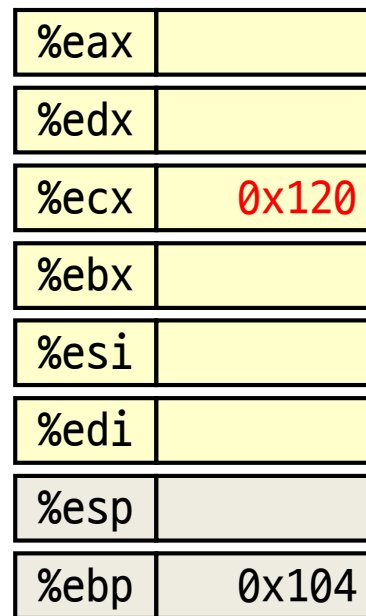 %eax
%edx
%ecx 0x120
%ebx
%esi
%edi
%esp
%ebp 0x104